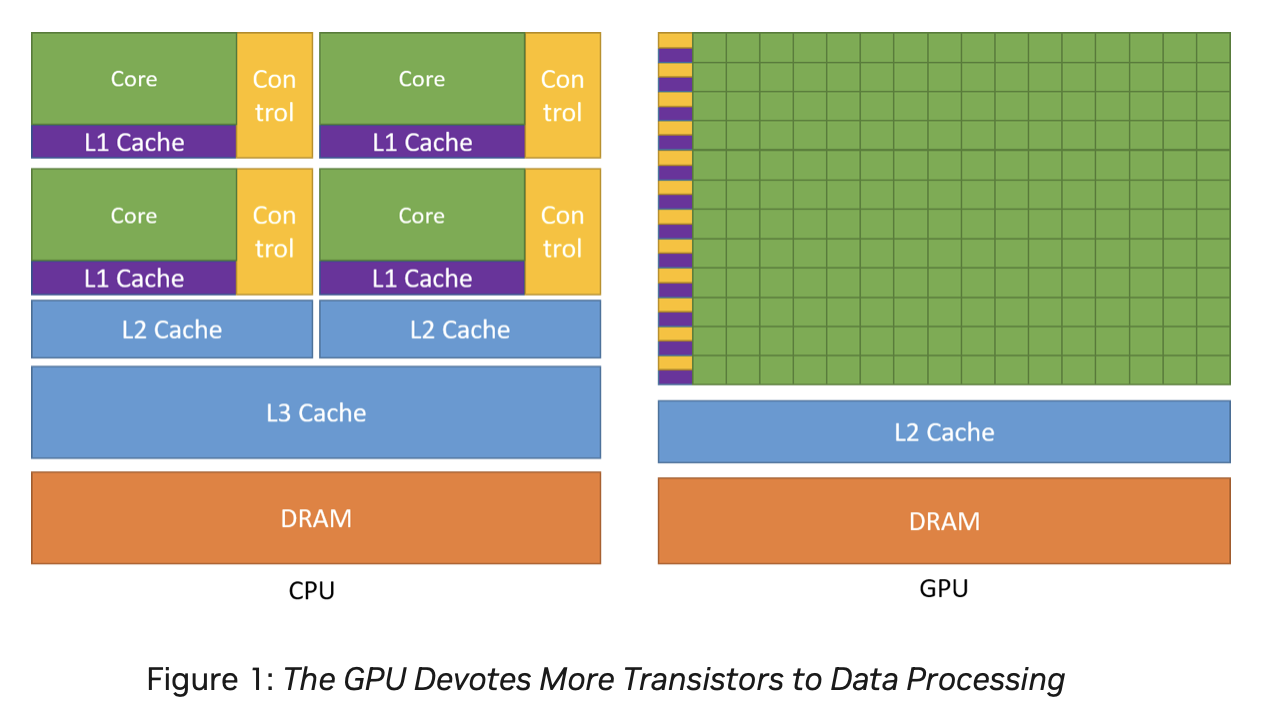 Core
Con
trol
L1 Cache
Core
Con
trol
L1 Cache
Core
Con
trol
L1 Cache
Core
Con
trol
L1 Cache
L2 Cache
L2 Cache
L3 Cache
DRAM
CPU
L2 Cache
DRAM
GPU
Figure 1: The GPU Devotes More Transistors to Data Processing